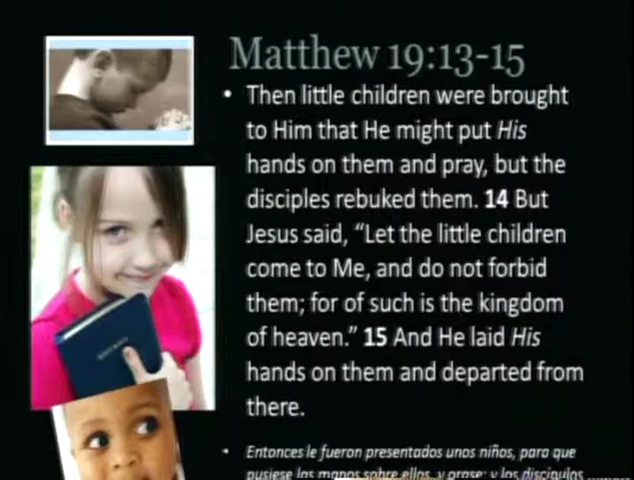 Matthew 19:13-15
• Then little children were brought
to Him that He might put His
hands on them and pray, but the
disciples rebuked them. 14 But
Jesus said, “Let the little children
come to Me, and do not forbid
them; for of such is the kingdom
of heaven.” 15 And He laid His
hands on them and departed from
there.
• Entonces le fueron presentados unos niños, para que
pusiese las manos sobre ellos, y orase; y los discípulos